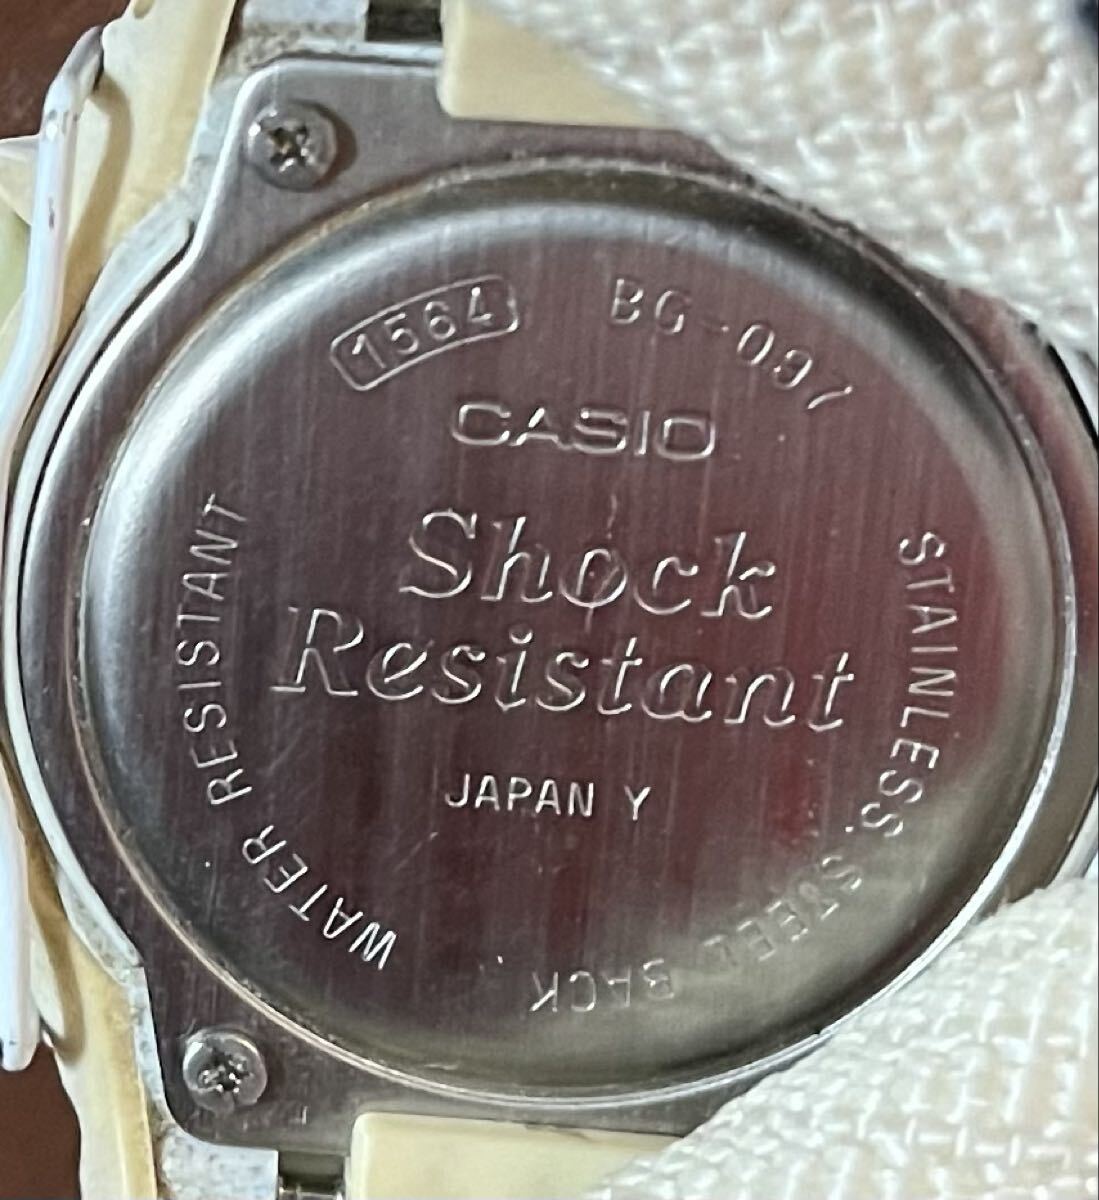 1564 BG-097
CASIO
Shock
Resistant
JAPAN Y
WATER RESISTANT
STAINLESS STEEL BACK